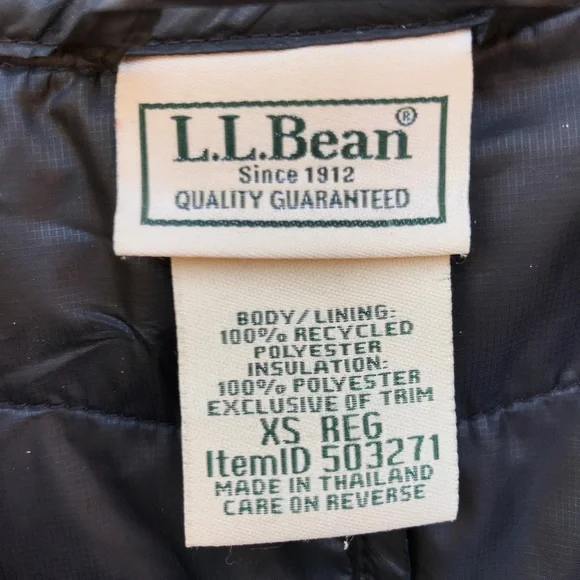 L.L.Bean®
Since 1912
QUALITY GUARANTEED
BODY/LINING:
100% RECYCLED
POLYESTER
INSULATION:
100% POLYESTER
EXCLUSIVE OF TRIM
XS REG
ItemID 503271
MADE IN THAILAND
CARE ON REVERSE